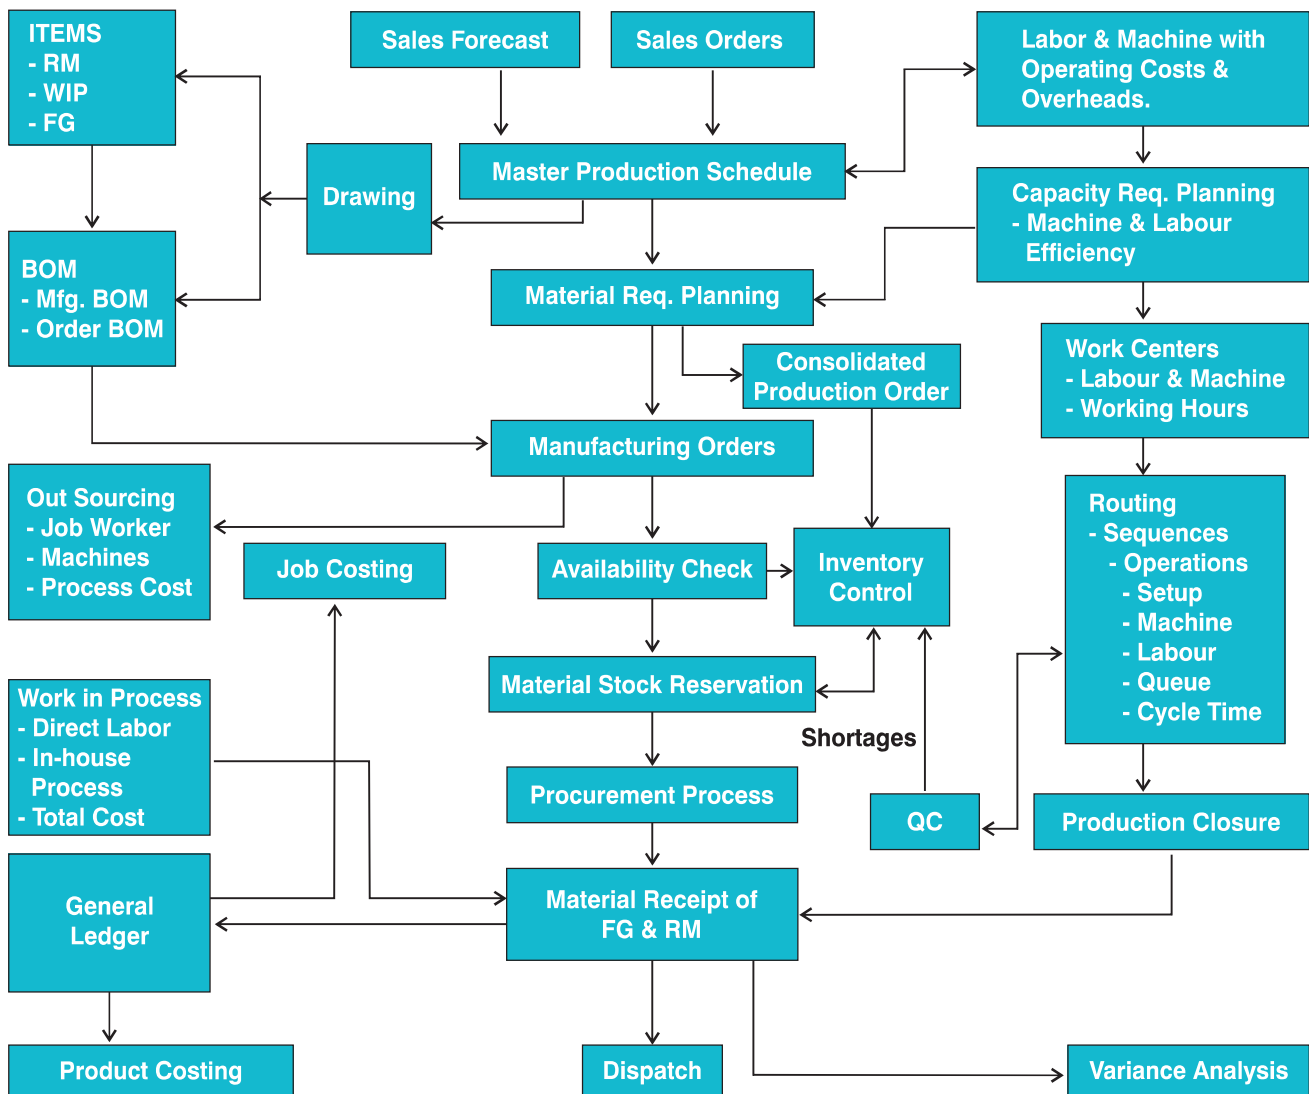 ITEMS
- RM
- WIP
- FG
Sales Forecast
Sales Orders
Labor & Machine with
Operating Costs &
Overheads.
Master Production Schedule
Drawing
Capacity Req. Planning
- Machine & Labour
Efficiency
BOM
- Mfg. BOM
- Order BOM
Material Req. Planning
Consolidated
Production Order
Work Centers
- Labour & Machine
- Working Hours
Manufacturing Orders
Out Sourcing
- Job Worker
- Machines
- Process Cost
Job Costing
Availability Check
Inventory
Control
Routing
- Sequences
- Operations
- Setup
- Machine
- Labour
- Queue
- Cycle Time
Material Stock Reservation
Work in Process
- Direct Labor
- In-house
Process
- Total Cost
Shortages
Procurement Process
QC
Production Closure
General
Ledger
Material Receipt of
FG & RM
Product Costing
Dispatch
Variance Analysis